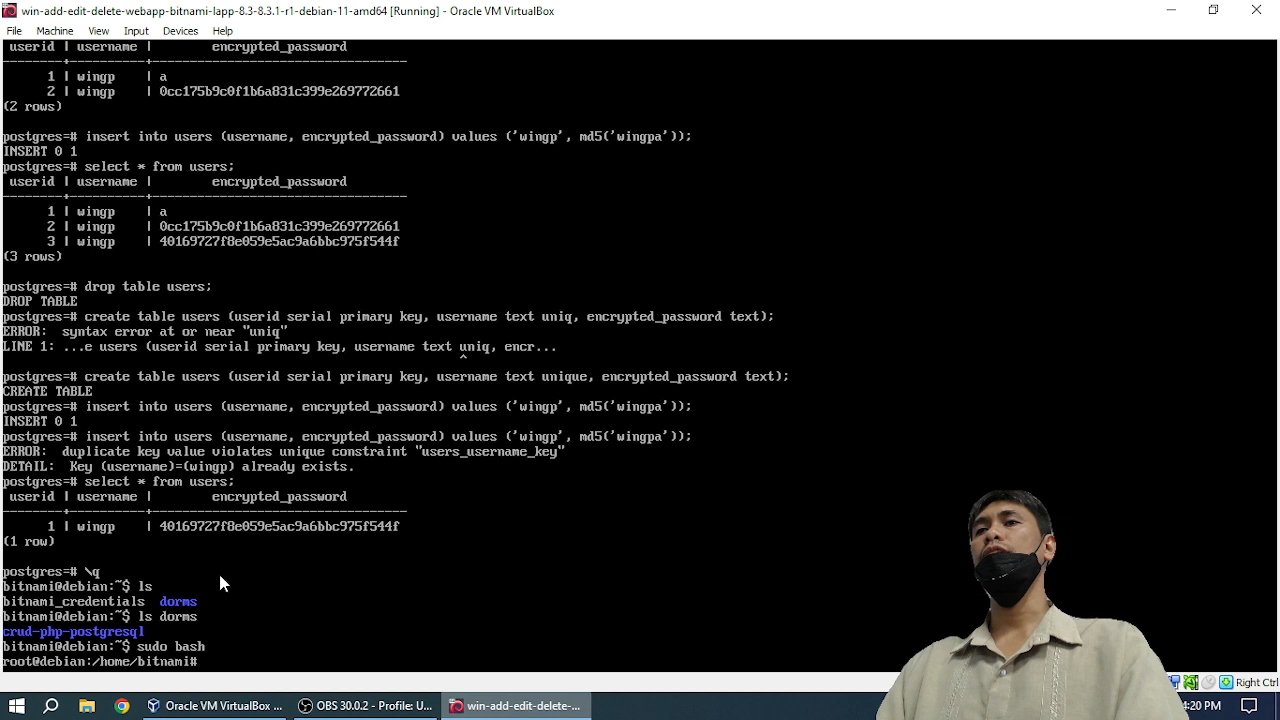 win-add-edit-delete-webapp-bitnami-lapp-8.3-8.3.1-r1-debian-11-amd64 [Running] - Oracle VM VirtualBox
File Machine View Input Devices Help
userid | username | encrypted_password
--------+----------+----------------------------------
1 | wingp | a
2 | wingp | 0cc175b9c0f1b6a831c399e269772661
(2 rows)
postgres=# insert into users (username, encrypted_password) values ('wingp', md5('wingpa'));
INSERT 0 1
postgres=# select * from users;
userid | username | encrypted_password
--------+----------+----------------------------------
1 | wingp | a
2 | wingp | 0cc175b9c0f1b6a831c399e269772661
3 | wingp | 40169727f8e059e5ac9a6bbc975f544f
(3 rows)
postgres=# drop table users;
DROP TABLE
postgres=# create table users (userid serial primary key, username text uniq, encrypted_password text);
ERROR: syntax error at or near "uniq"
LINE 1: ...e users (userid serial primary key, username text uniq, encr...
^
postgres=# create table users (userid serial primary key, username text unique, encrypted_password text);
CREATE TABLE
postgres=# insert into users (username, encrypted_password) values ('wingp', md5('wingpa'));
INSERT 0 1
postgres=# insert into users (username, encrypted_password) values ('wingp', md5('wingpa'));
ERROR: duplicate key value violates unique constraint "users_username_key"
DETAIL: Key (username)=(wingp) already exists.
postgres=# select * from users;
userid | username | encrypted_password
--------+----------+----------------------------------
1 | wingp | 40169727f8e059e5ac9a6bbc975f544f
(1 row)
postgres=# \q
bitnami@debian:~$ ls
bitnami_credentials dorms
bitnami@debian:~$ ls dorms
crud-php-postgresql
bitnami@debian:~$ sudo bash
root@debian:/home/bitnami#
Right Ctrl
Oracle VM VirtualBox ... OBS 30.0.2 - Profile: U... win-add-edit-delete-... 4:20 PM